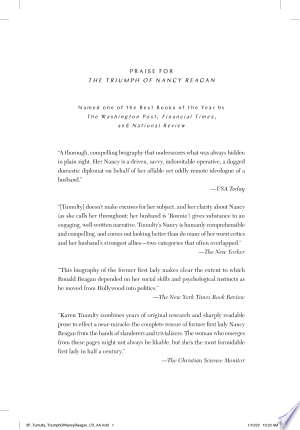 PRAISE FOR
THE TRIUMPH OF NANCY REAGAN
Named one of the Best Books of the Year by
The Washington Post, Financial Times,
and National Review
“A thorough, compelling biography that underscores what was always hidden
in plain sight. Her Nancy is a driven, savvy, indomitable operative, a dogged
domestic diplomat on behalf of her affable yet oddly remote ideologue of a
husband.”
—USA Today
“[Tumulty] doesn’t make excuses for her subject, and her clarity about Nancy
(as she calls her throughout; her husband is ‘Ronnie’) gives substance to an
engaging, well-written narrative. Tumulty’s Nancy is humanly comprehensible
and compelling, and comes out looking better than do many of her worst critics
and her husband’s strongest allies—two categories that often overlapped.”
—The New Yorker
“This biography of the former first lady makes clear the extent to which
Ronald Reagan depended on her social skills and psychological instincts as
he moved from Hollywood into politics.”
—The New York Times Book Review
“Karen Tumulty combines years of original research and sharply readable
prose to effect a near-miracle: the complete rescue of former first lady Nancy
Reagan from the hands of slanderers and trivializers. The woman who emerges
from these pages might not always be likable, but she’s the most formidable
first lady in half a century.”
—The Christian Science Monitor